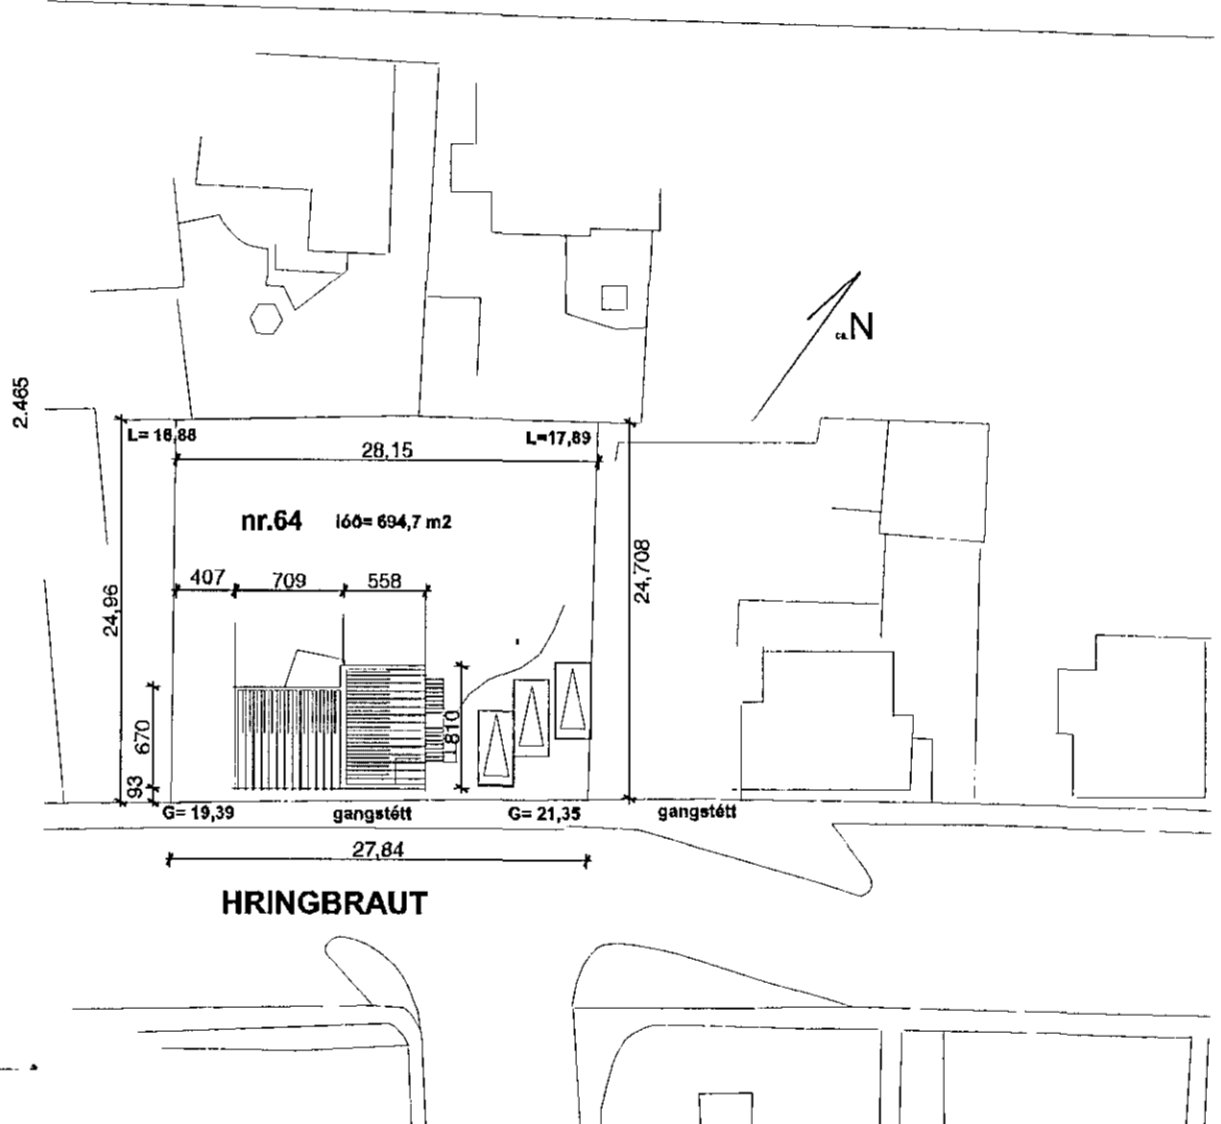 ca. N
2.465
L= 16,88
L=17,89
28,15
nr.64 lóð= 694,7 m2
407 709 558
24,96
24,708
670
810
93
G= 19,39 gangstétt G= 21,35 gangstétt
27,84
HRINGBRAUT